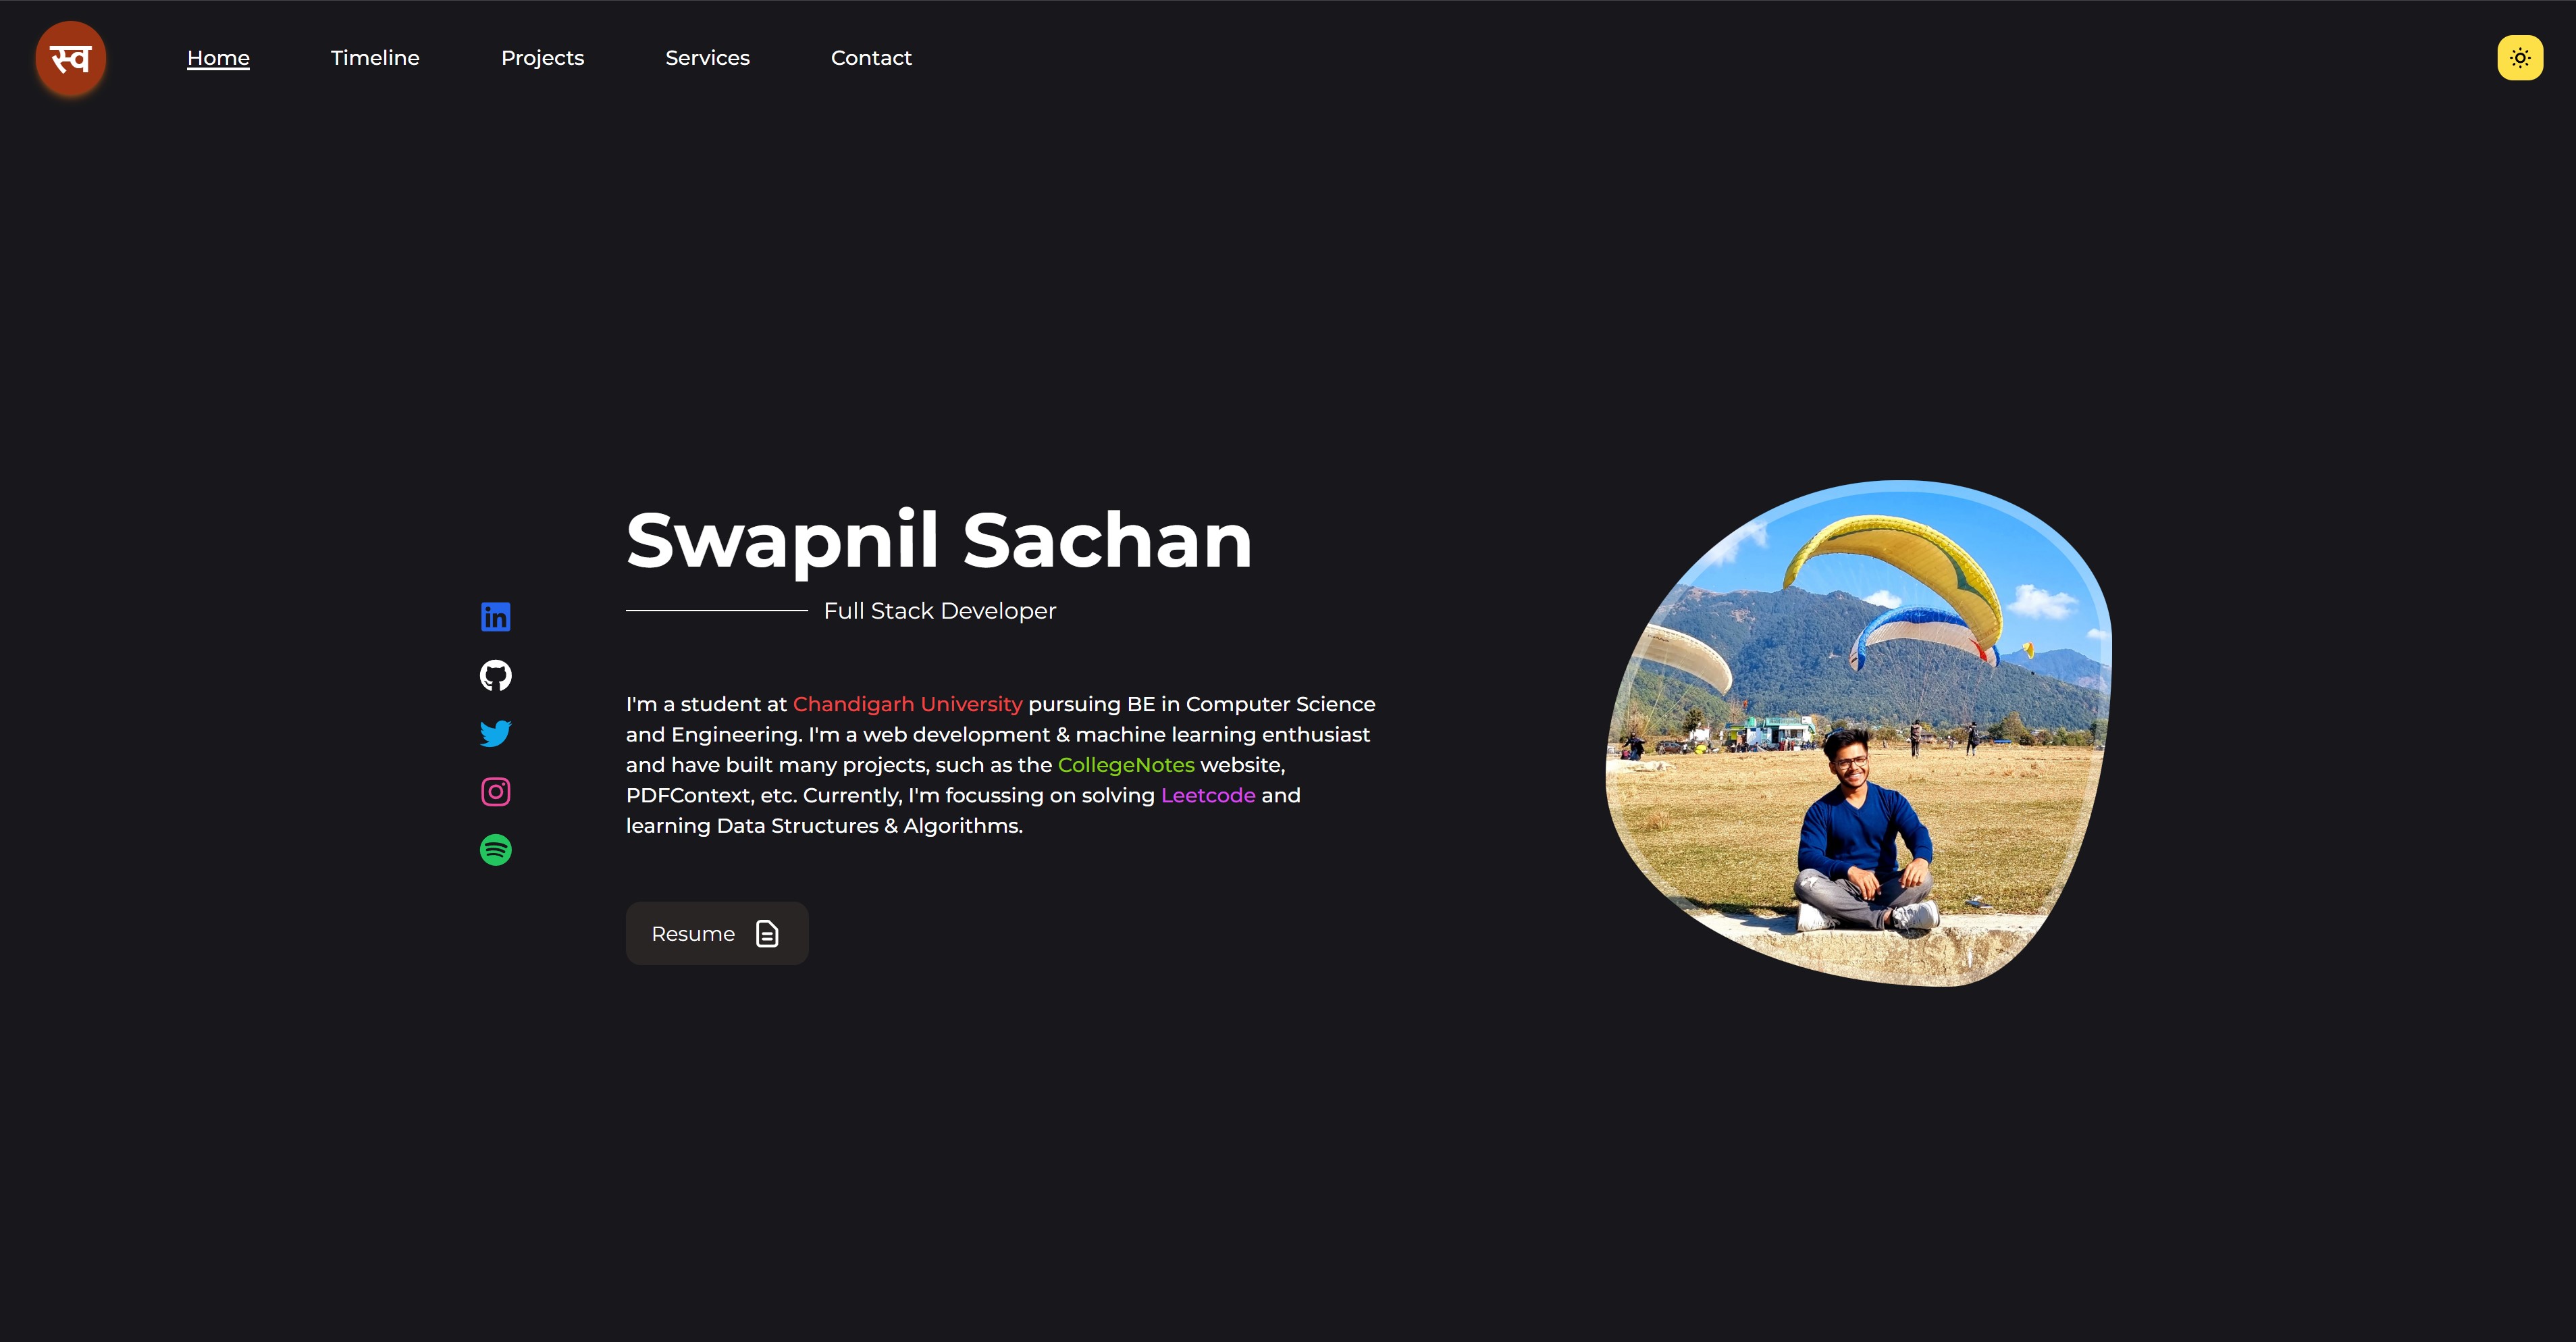 स्व
Home Timeline Projects Services Contact
Swapnil Sachan
Full Stack Developer
I'm a student at Chandigarh University pursuing BE in Computer Science
and Engineering. I'm a web development & machine learning enthusiast
and have built many projects, such as the CollegeNotes website,
PDFContext, etc. Currently, I'm focussing on solving Leetcode and
learning Data Structures & Algorithms.
Resume